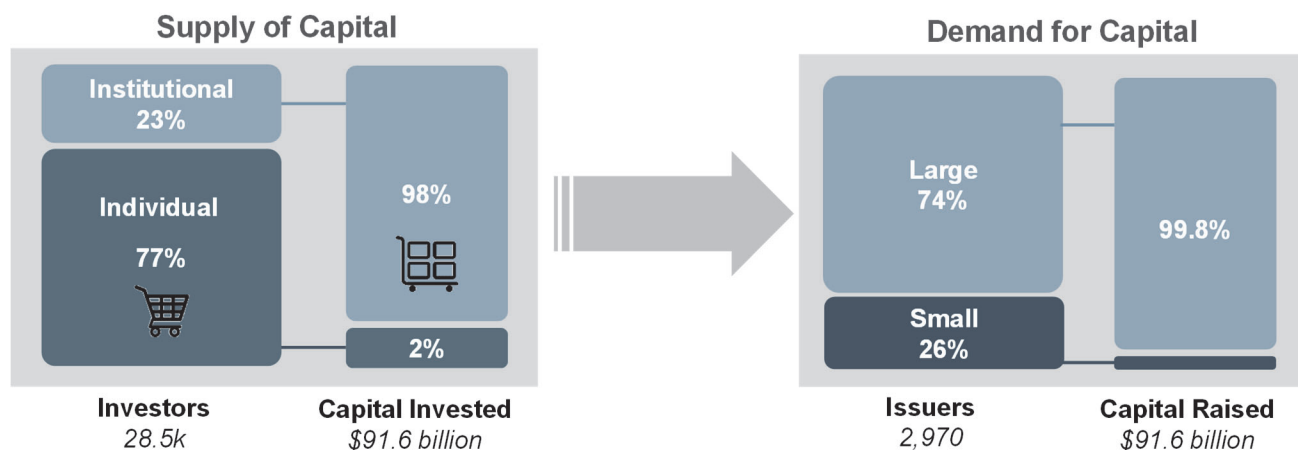 Supply of Capital
Institutional
23%
Individual
77%
98%
2%
Investors
28.5k
Capital Invested
$91.6 billion
Demand for Capital
Large
74%
Small
26%
99.8%
Issuers
2,970
Capital Raised
$91.6 billion